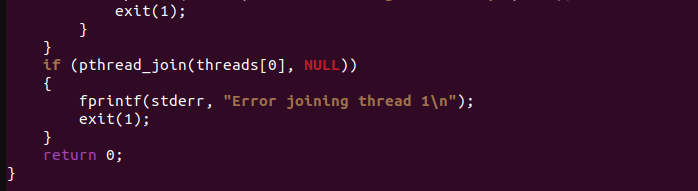 exit(1);
}
}
if (pthread_join(threads[0], NULL))
{
fprintf(stderr, "Error joining thread 1\n");
exit(1);
}
return 0;
}